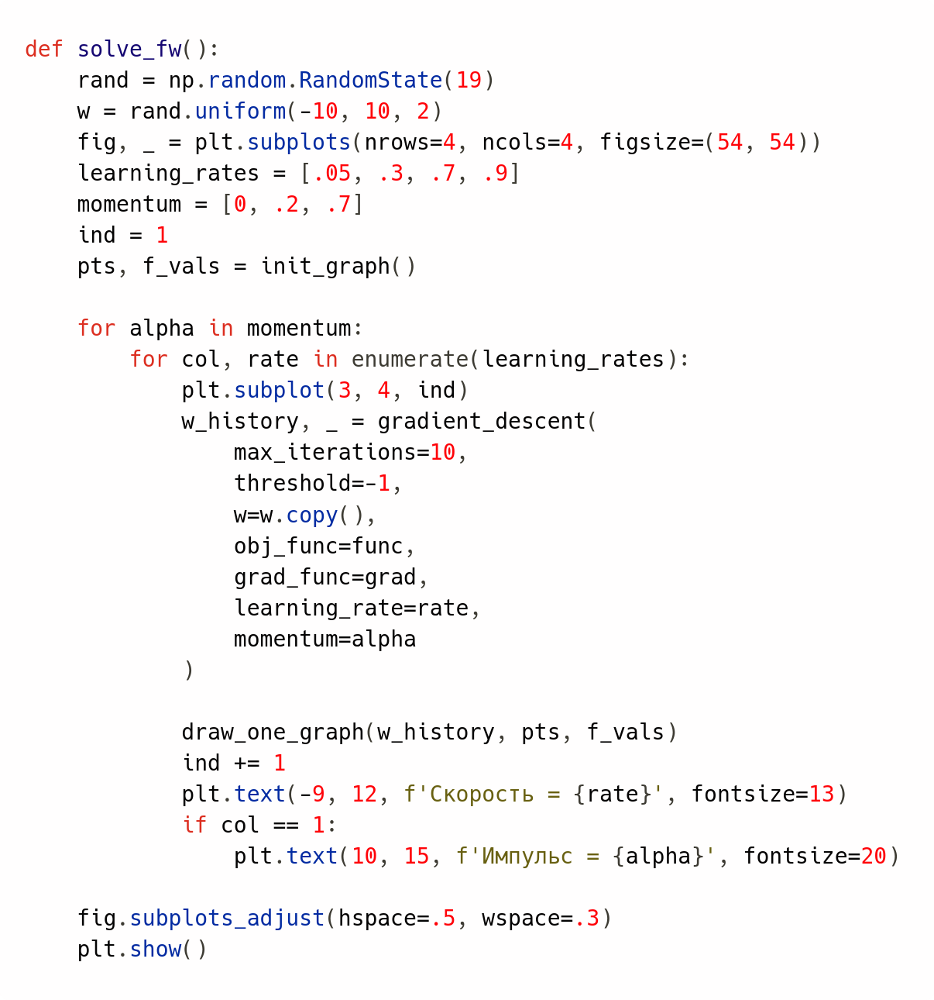 def solve_fw():
    rand = np.random.RandomState(19)
    w = rand.uniform(-10, 10, 2)
    fig, _ = plt.subplots(nrows=4, ncols=4, figsize=(54, 54))
    learning_rates = [.05, .3, .7, .9]
    momentum = [0, .2, .7]
    ind = 1
    pts, f_vals = init_graph()

    for alpha in momentum:
        for col, rate in enumerate(learning_rates):
            plt.subplot(3, 4, ind)
            w_history, _ = gradient_descent(
                max_iterations=10,
                threshold=-1,
                w=w.copy(),
                obj_func=func,
                grad_func=grad,
                learning_rate=rate,
                momentum=alpha
            )

            draw_one_graph(w_history, pts, f_vals)
            ind += 1
            plt.text(-9, 12, f'Скорость = {rate}', fontsize=13)
            if col == 1:
                plt.text(10, 15, f'Импульс = {alpha}', fontsize=20)

    fig.subplots_adjust(hspace=.5, wspace=.3)
    plt.show()